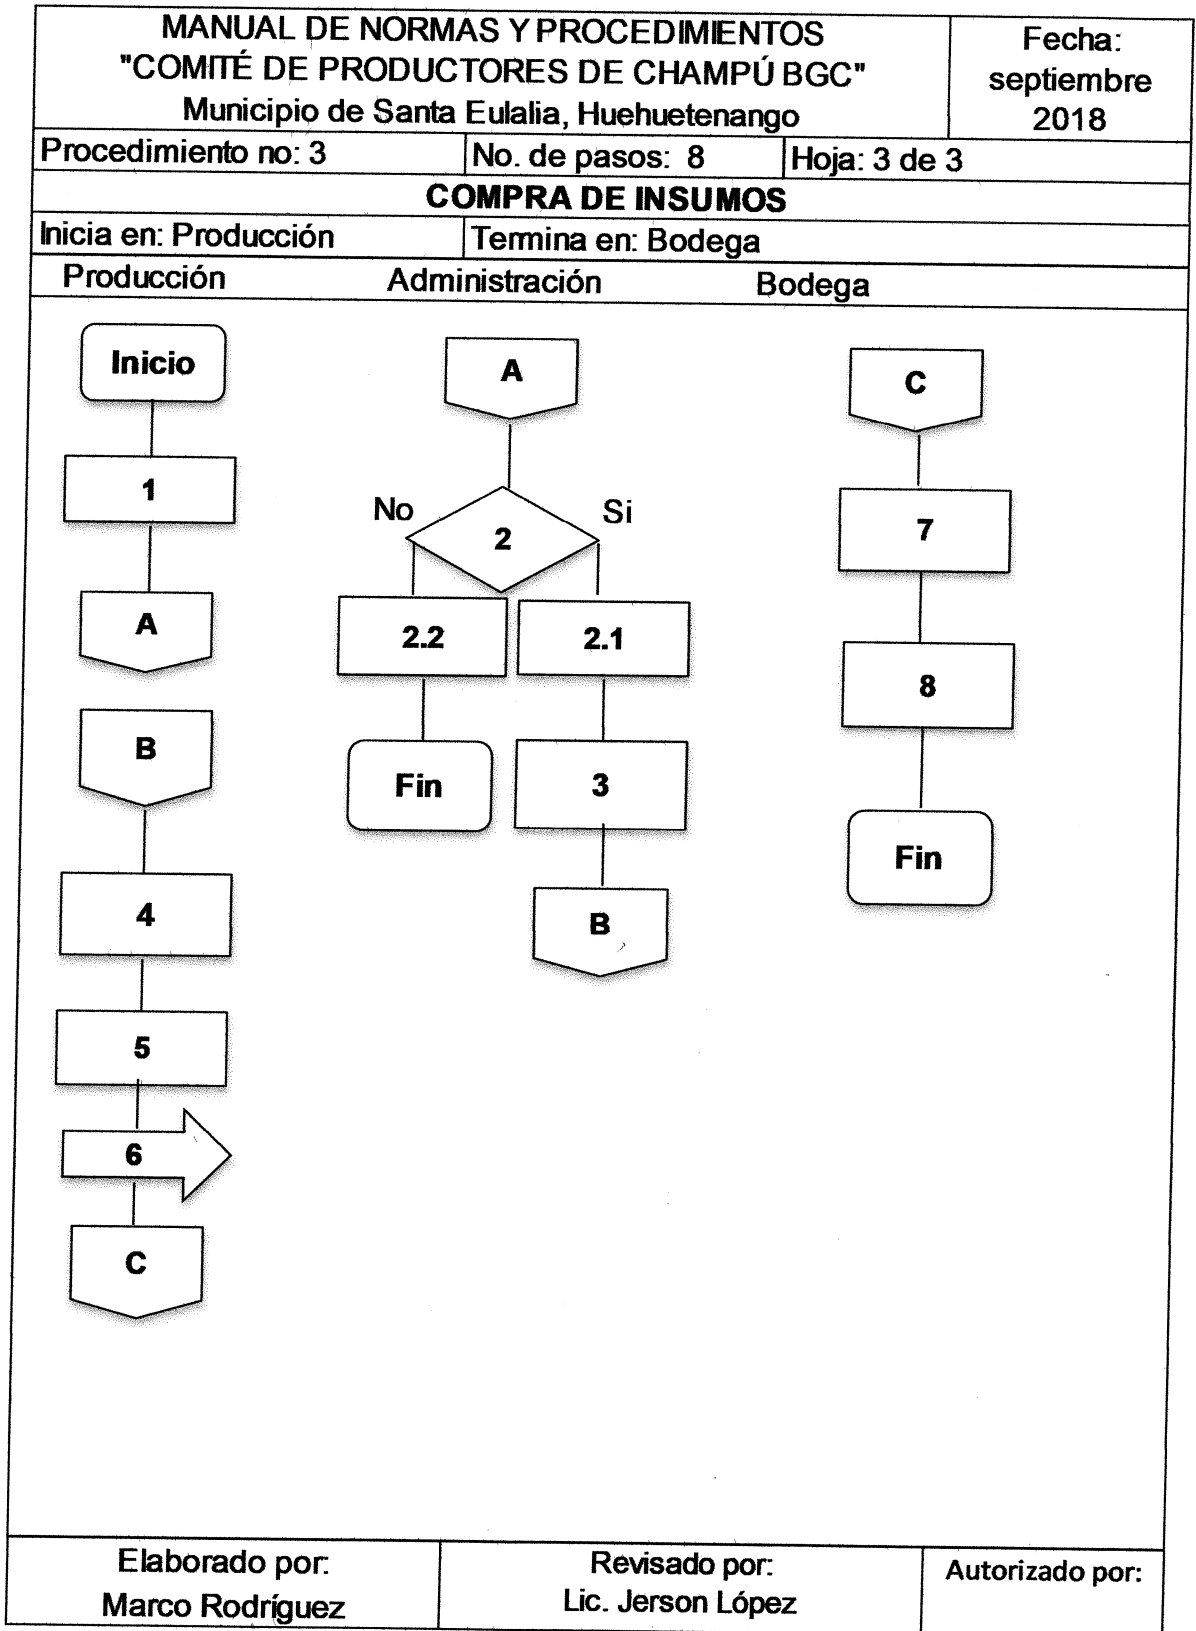 MANUAL DE NORMAS Y PROCEDIMIENTOS
"COMITÉ DE PRODUCTORES DE CHAMPÚ BGC"
Municipio de Santa Eulalia, Huehuetenango
Fecha:
septiembre
2018
Procedimiento no: 3 No. de pasos: 8 Hoja: 3 de 3
COMPRA DE INSUMOS
Inicia en: Producción Termina en: Bodega
Producción Administración Bodega
Inicio
1
A
B
4
5
6
C
A
No
Si
2
2.2
2.1
Fin
3
B
C
7
8
Fin
Elaborado por:
Marco Rodríguez
Revisado por:
Lic. Jerson López
Autorizado por: